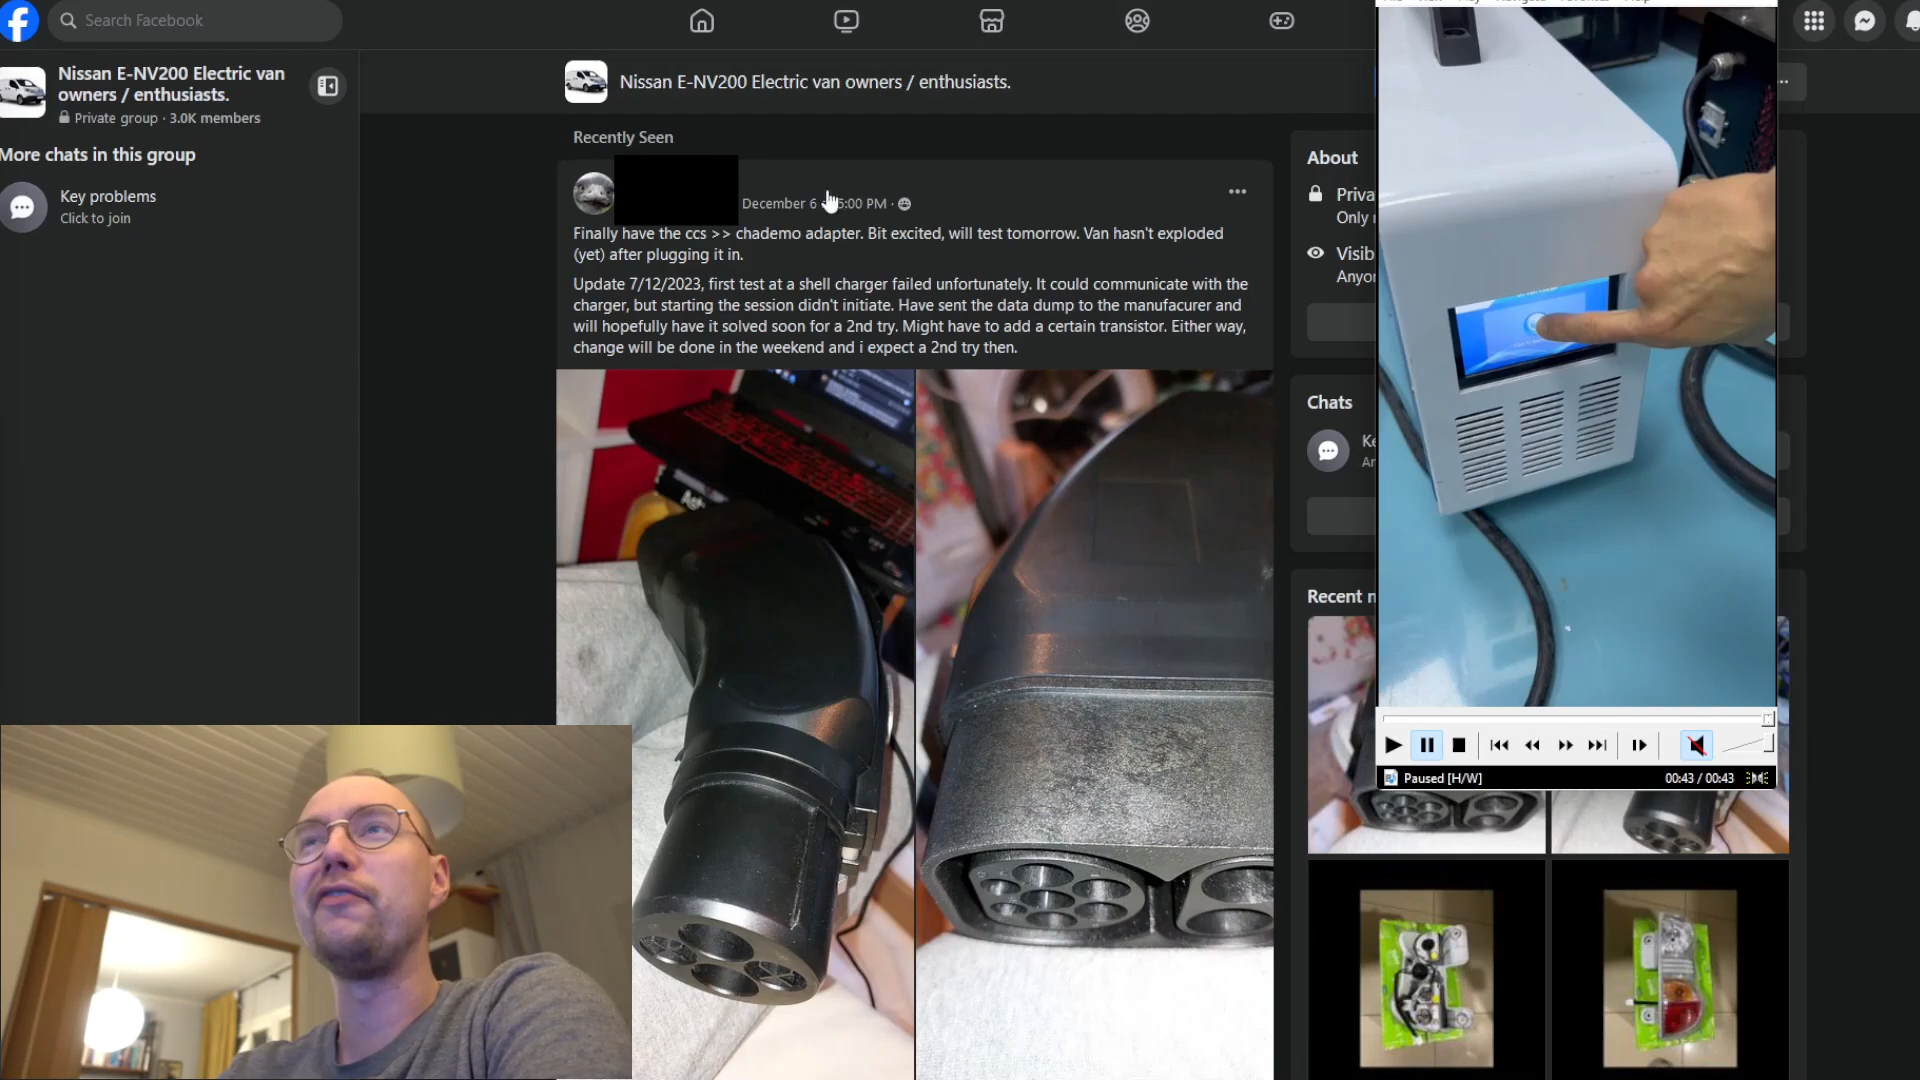 Search Facebook
Nissan E-NV200 Electric van
owners / enthusiasts.
Private group · 3.0K members
More chats in this group
Key problems
Click to join
Nissan E-NV200 Electric van owners / enthusiasts.
Recently Seen
December 6
5:00 PM ·
Finally have the ccs >> chademo adapter. Bit excited, will test tomorrow. Van hasn't exploded
(yet) after plugging it in.
Update 7/12/2023, first test at a shell charger failed unfortunately. It could communicate with the
charger, but starting the session didn't initiate. Have sent the data dump to the manufacurer and
will hopefully have it solved soon for a 2nd try. Might have to add a certain transistor. Either way,
change will be done in the weekend and i expect a 2nd try then.
About
Priva
Only
Visib
Anyor
Chats
Ke
Ar
Recent
Paused [H/W]
00:43 / 00:43